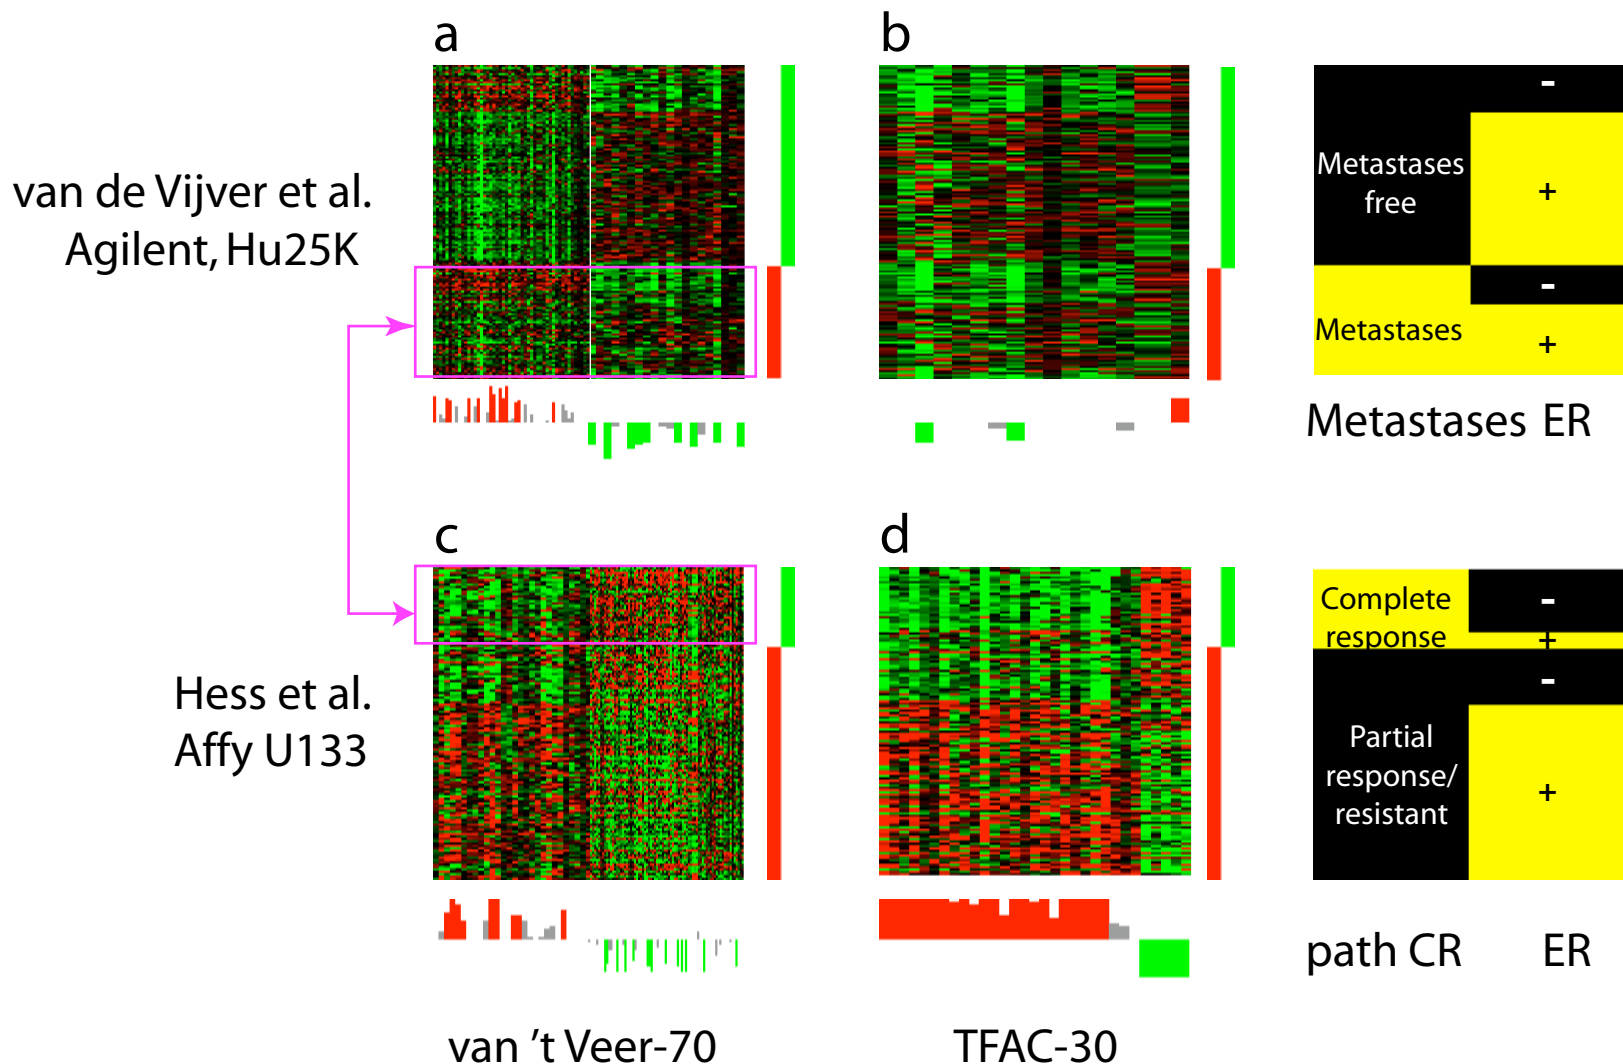 a
b
van de Vijver et al.
Agilent, Hu25K
-
Metastases
free
+
-
Metastases
+
Metastases ER
c
d
Hess et al.
Affy U133
Complete
response
-
+
-
Partial
response/
resistant
+
path CR ER
van ’t Veer-70
TFAC-30